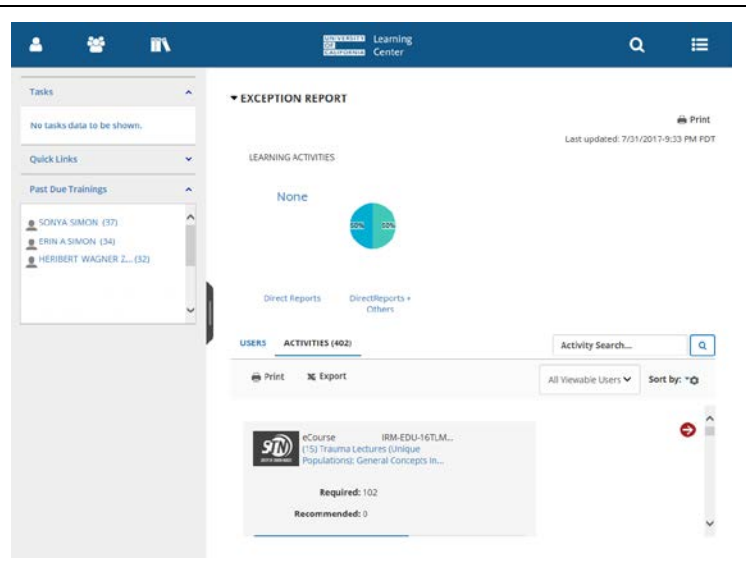 UNIVERSITY OF CALIFORNIA Learning Center
Tasks
No tasks data to be shown.
Quick Links
Past Due Trainings
SONYA SIMON (37)
ERIN A SIMON (34)
HERIBERT WAGNER Z... (32)
EXCEPTION REPORT
Print
Last updated: 7/31/2017-9:33 PM PDT
LEARNING ACTIVITIES
None
50% 50%
Direct Reports
DirectReports +
Others
USERS ACTIVITIES (402)
Activity Search...
Print Export
All Viewable Users Sort by:
eCourse IRM-EDU-16TLM...
(15) Trauma Lectures (Unique
Populations): General Concepts in...
Required: 102
Recommended: 0